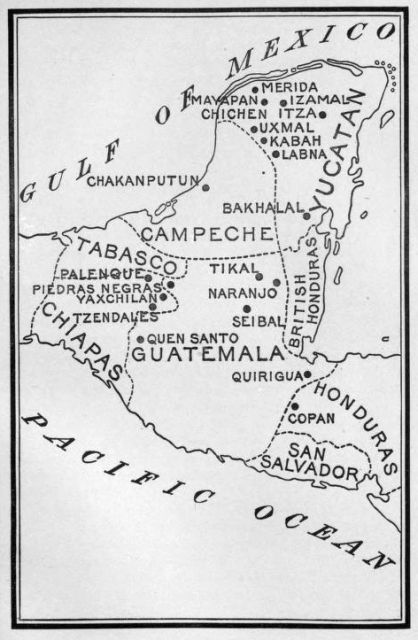 GULF OF MEXICO
MERIDA
MAYAPAN
IZAMAL
CHICHEN ITZA
UXMAL
KABAH
LABNA
YUCATAN
CHAKANPUTUN
BAKHALAL
CAMPECHE
TABASCO
TIKAL
PALENQUE
PIEDRAS NEGRAS
NARANJO
YAXCHILAN
BRITISH
HONDURAS
TZENDALES
SEIBAL
CHIAPAS
QUEN SANTO
GUATEMALA
QUIRIGUA
HONDURAS
COPAN
SAN
SALVADOR
PACIFIC OCEAN